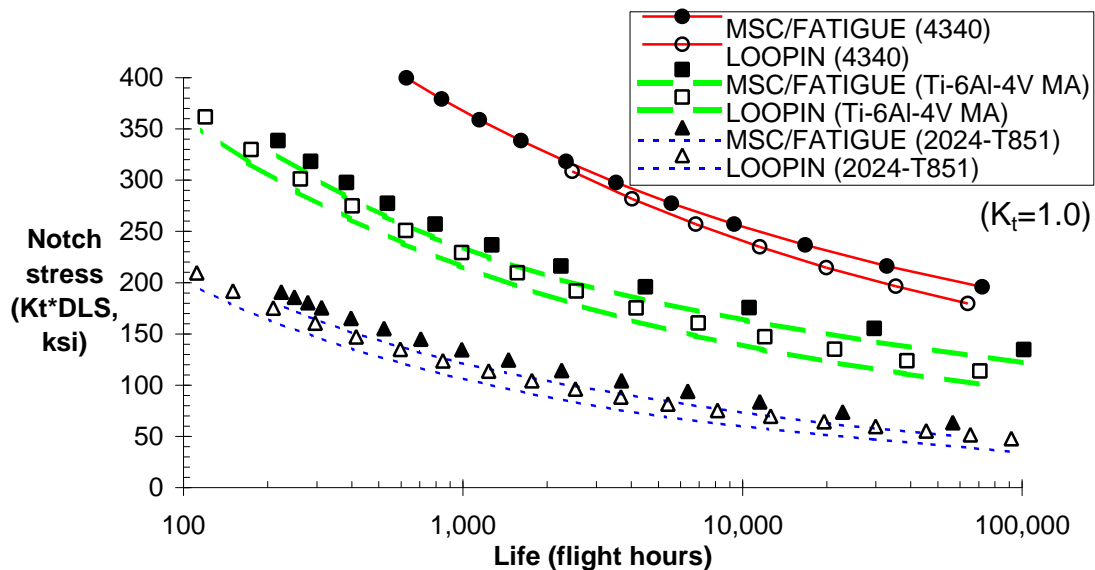 MSC/FATIGUE (4340)
LOOPIN (4340)
MSC/FATIGUE (Ti-6Al-4V MA)
LOOPIN (Ti-6Al-4V MA)
MSC/FATIGUE (2024-T851)
LOOPIN (2024-T851)
(Kt=1.0)
400
350
300
250
200
150
100
50
0
Notch
stress
(Kt*DLS,
ksi)
100
1,000
10,000
100,000
Life (flight hours)